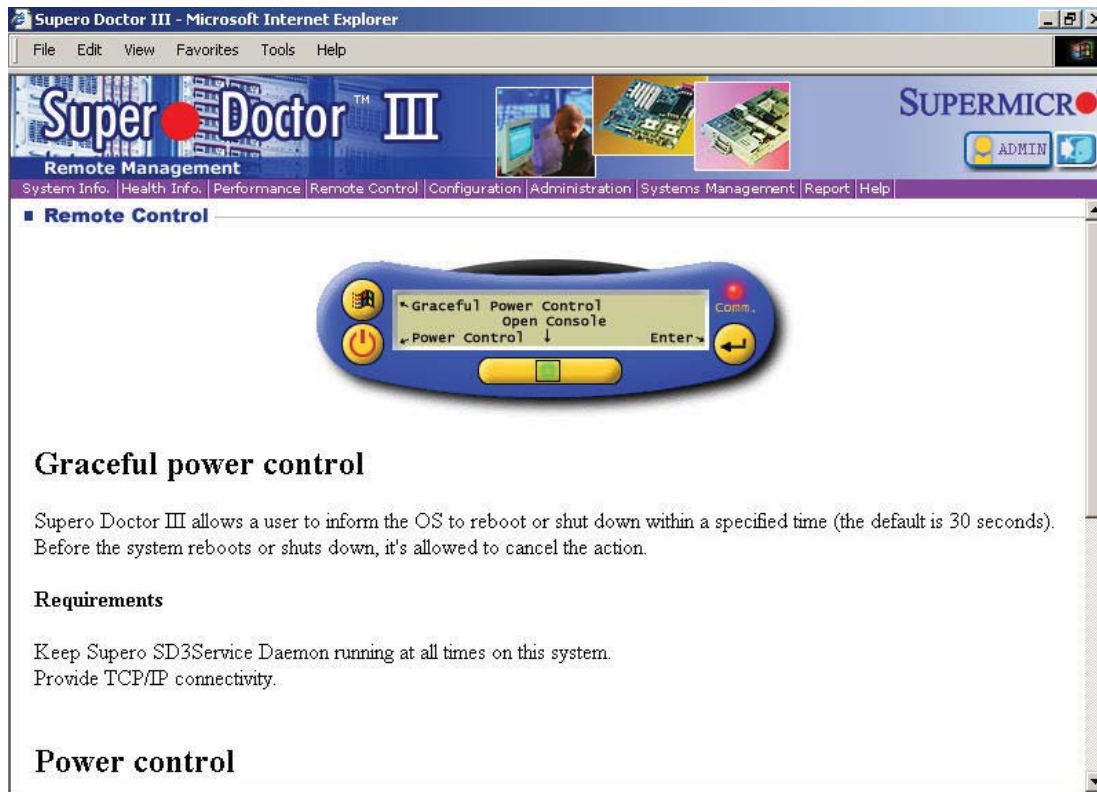 Supero Doctor III - Microsoft Internet Explorer
File Edit View Favorites Tools Help
Super Doctor™ III
SUPERMICR
Remote Management
ADMIN
System Info. Health Info. Performance Remote Control Configuration Administration Systems Management Report Help
Remote Control
Graceful Power Control
Open Console
Power Control ↓ Enter
Comm.
Graceful power control
Supero Doctor III allows a user to inform the OS to reboot or shut down within a specified time (the default is 30 seconds).
Before the system reboots or shuts down, it's allowed to cancel the action.
Requirements
Keep Supero SD3Service Daemon running at all times on this system.
Provide TCP/IP connectivity.
Power control